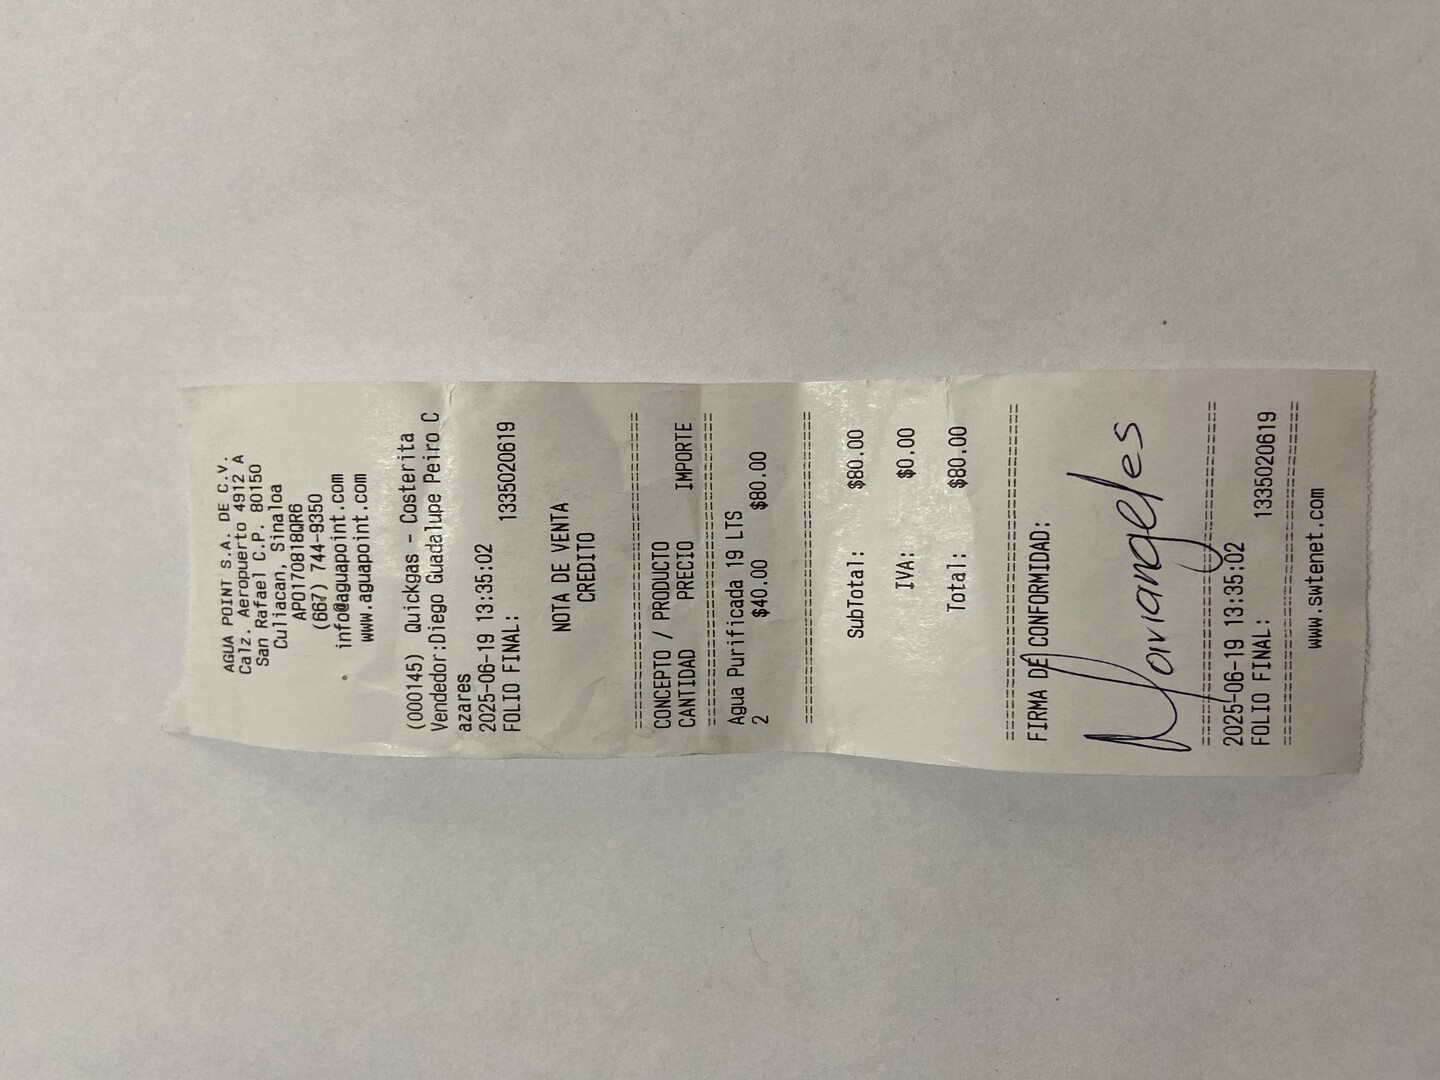 AGUA POINT S.A. DE C.V.
Calz. Aeropuerto 4912 A
San Rafael C.P. 80150
Culiacan, Sinaloa
APO170818QR6
(667) 744-9350
info@aguapoint.com
www.aguapoint.com
(000145) Quickgas - Costerita
Vendedor:Diego Guadalupe Peiro C
azares
2025-06-19 13:35:02
FOLIO FINAL: 1335020619
NOTA DE VENTA
CREDITO
===================================
CONCEPTO / PRODUCTO
CANTIDAD PRECIO IMPORTE
===================================
Agua Purificada 19 LTS
2 $40.00 $80.00
===================================
SubTotal: $80.00
IVA: $0.00
Total: $80.00
===================================
FIRMA DE CONFORMIDAD:
Mariangeles
===================================
2025-06-19 13:35:02
FOLIO FINAL: 1335020619
===================================
www.swtenet.com